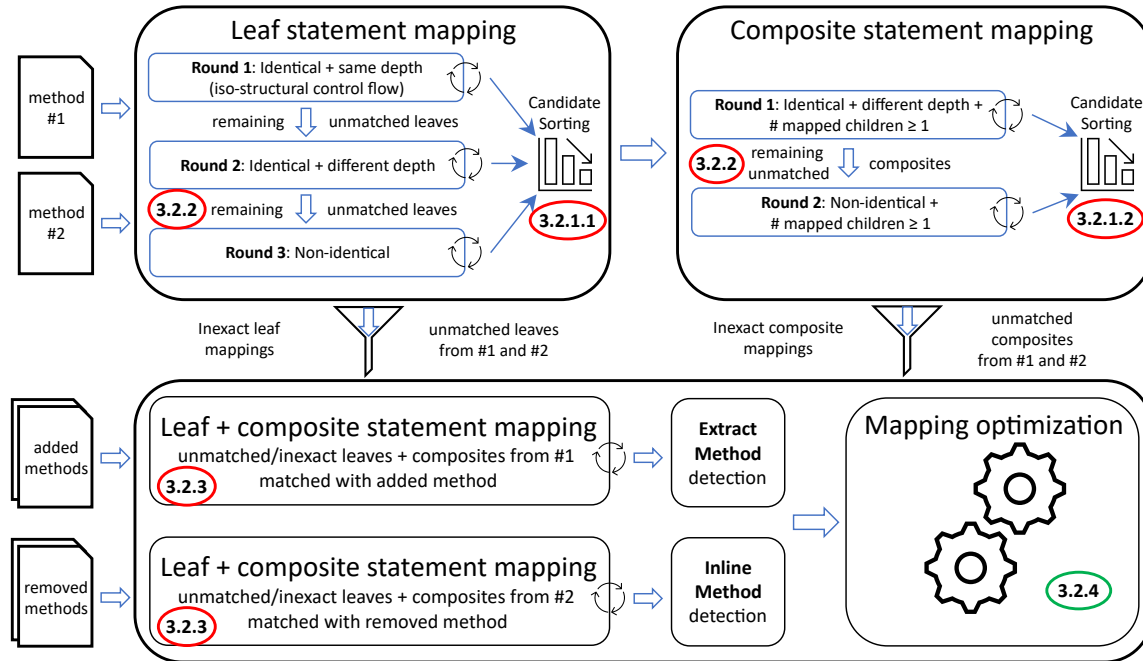 Leaf statement mapping
method
#1
Round 1: Identical + same depth
(iso-structural control flow)
remaining unmatched leaves
Round 2: Identical + different depth
method
#2
3.2.2 remaining unmatched leaves
Round 3: Non-identical
Candidate
Sorting
3.2.1.1
Composite statement mapping
Round 1: Identical + different depth +
# mapped children ≥ 1
3.2.2 remaining composites
unmatched
Round 2: Non-identical +
# mapped children ≥ 1
Candidate
Sorting
3.2.1.2
Inexact leaf
mappings
unmatched leaves
from #1 and #2
Inexact composite
mappings
unmatched
composites
from #1 and #2
added
methods
Leaf + composite statement mapping
unmatched/inexact leaves + composites from #1
matched with added method
3.2.3
Extract
Method
detection
removed
methods
Leaf + composite statement mapping
unmatched/inexact leaves + composites from #2
matched with removed method
3.2.3
Inline
Method
detection
Mapping optimization
3.2.4